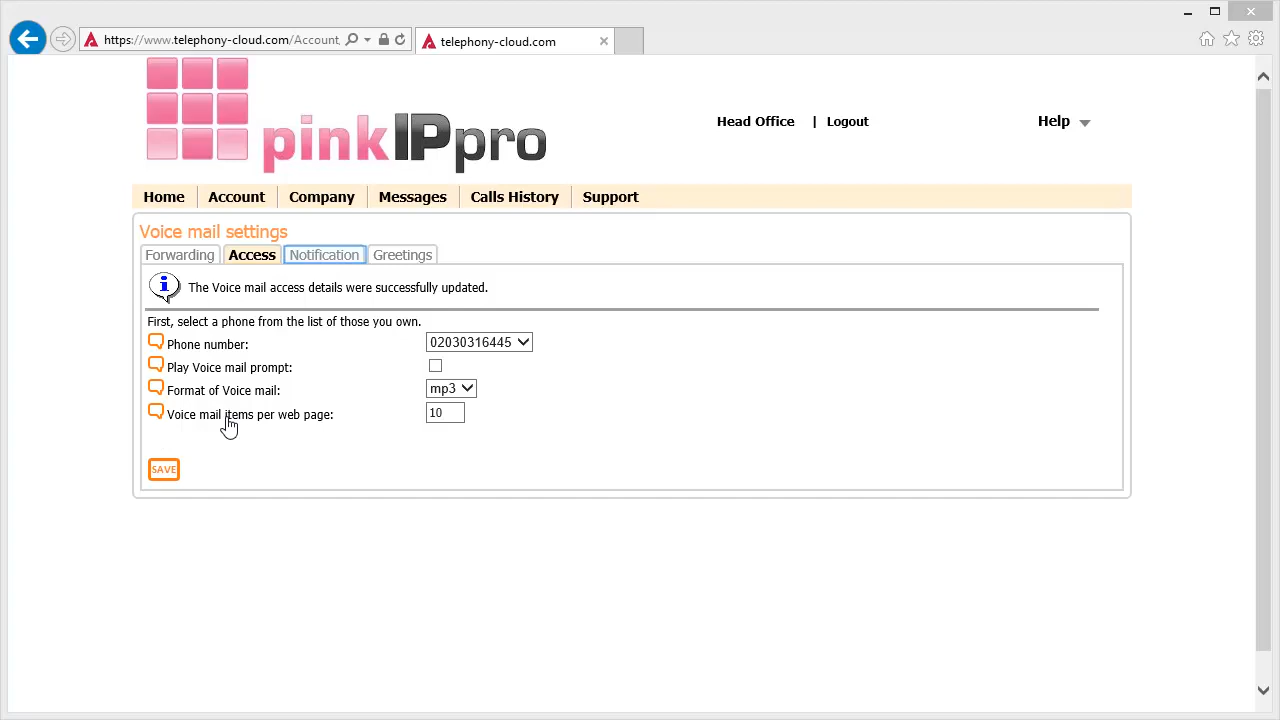 https://www.telephony-cloud.com/Account
telephony-cloud.com
pinkIPpro
Head Office | Logout
Help
Home Account Company Messages Calls History Support
Voice mail settings
Forwarding Access Notification Greetings
The Voice mail access details were successfully updated.
First, select a phone from the list of those you own.
Phone number: 02030316445
Play Voice mail prompt:
Format of Voice mail: mp3
Voice mail items per web page: 10
SAVE